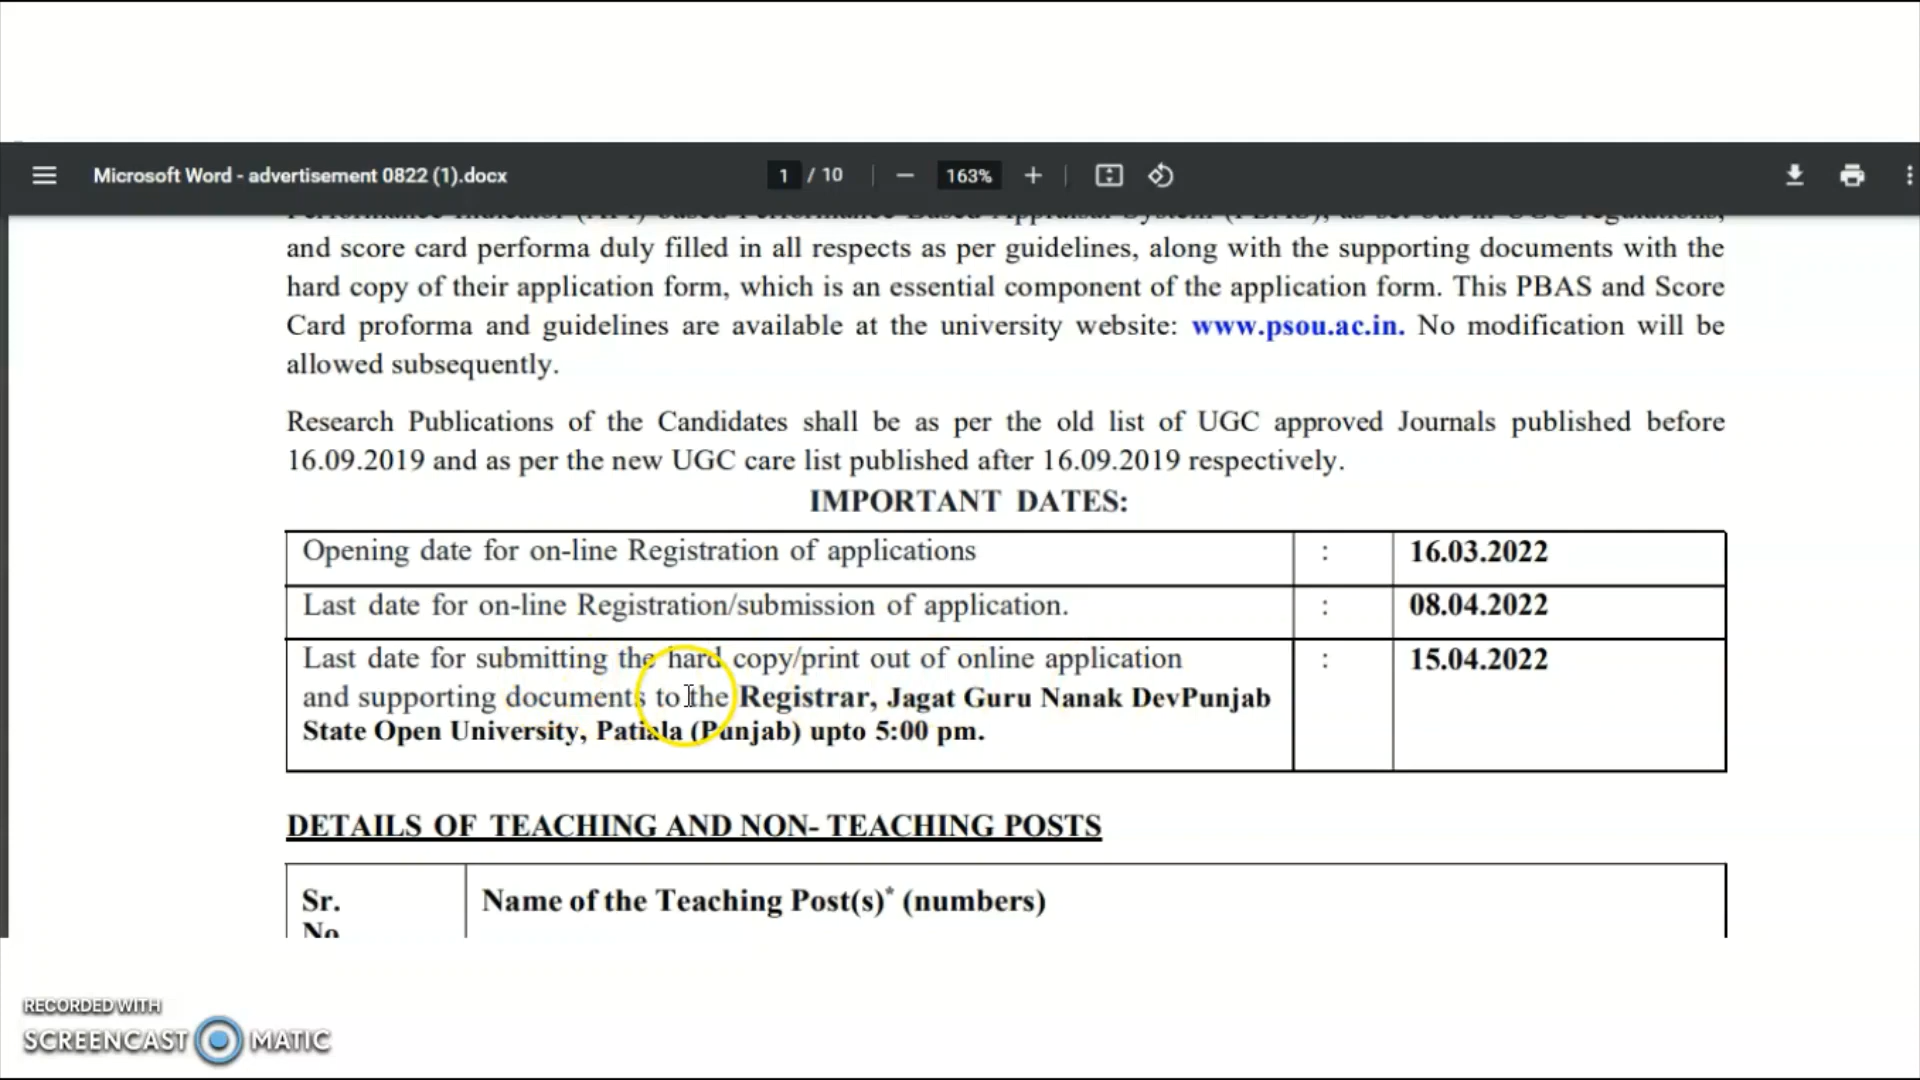 Microsoft Word - advertisement 0822 (1).docx
1 / 10
163%
and score card performa duly filled in all respects as per guidelines, along with the supporting documents with the
hard copy of their application form, which is an essential component of the application form. This PBAS and Score
Card proforma and guidelines are available at the university website: www.psou.ac.in. No modification will be
allowed subsequently.
Research Publications of the Candidates shall be as per the old list of UGC approved Journals published before
16.09.2019 and as per the new UGC care list published after 16.09.2019 respectively.
IMPORTANT DATES:
Opening date for on-line Registration of applications : 16.03.2022
Last date for on-line Registration/submission of application. : 08.04.2022
Last date for submitting the hard copy/print out of online application : 15.04.2022
and supporting documents to the Registrar, Jagat Guru Nanak DevPunjab
State Open University, Patiala (Punjab) upto 5:00 pm.
DETAILS OF TEACHING AND NON- TEACHING POSTS
Sr. Name of the Teaching Post(s)* (numbers)
No
RECORDED WITH
SCREENCAST MATIC